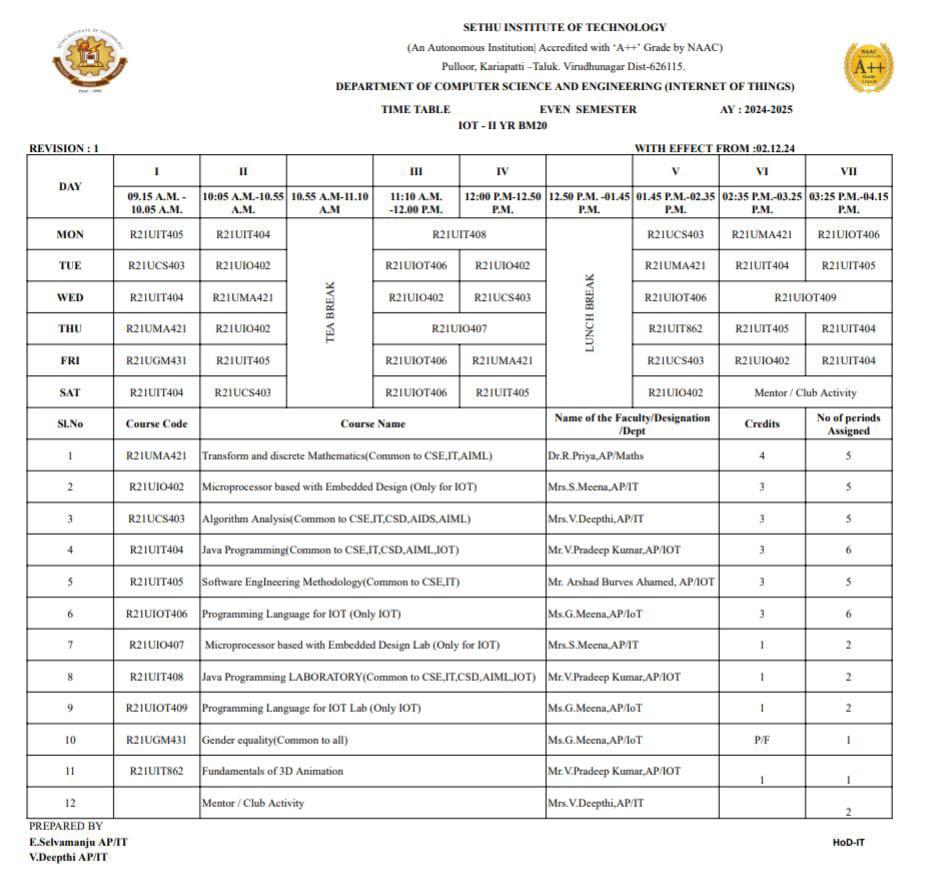 SETHU INSTITUTE OF TECHNOLOGY
(An Autonomous Institution| Accredited with ‘A++’ Grade by NAAC)
Pulloor, Kariapatti –Taluk. Virudhunagar Dist-626115.
DEPARTMENT OF COMPUTER SCIENCE AND ENGINEERING (INTERNET OF THINGS)
TIME TABLE EVEN SEMESTER AY : 2024-2025
IOT - II YR BM20
SETHU INSTITUTE OF TECHNOLOGY
Estd - 1995
NAAC
A++
Grade
REVISION : 1 WITH EFFECT FROM :02.12.24
DAY I II III IV V VI VII
09.15 A.M. - 10.05 A.M. 10:05 A.M.-10.55 A.M. 10.55 A.M-11.10 A.M 11:10 A.M. -12.00 P.M. 12:00 P.M-12.50 P.M. 12.50 P.M. -01.45 P.M. 01.45 P.M.-02.35 P.M. 02:35 P.M.-03.25 P.M. 03:25 P.M.-04.15 P.M.
MON R21UIT405 R21UIT404 R21UIT408 R21UCS403 R21UMA421 R21UIOT406
TUE R21UCS403 R21UIO402 R21UIOT406 R21UIO402 R21UMA421 R21UIT404 R21UIT405
WED R21UIT404 R21UMA421 R21UIO402 R21UCS403 R21UIOT406 R21UIOT409
TEA BREAK
LUNCH BREAK
THU R21UMA421 R21UIO402 R21UIO407 R21UIT862 R21UIT405 R21UIT404
FRI R21UGM431 R21UIT405 R21UIOT406 R21UMA421 R21UCS403 R21UIO402 R21UIT404
SAT R21UIT404 R21UCS403 R21UIOT406 R21UIT405 R21UIO402 Mentor / Club Activity
Sl.No Course Code Course Name Name of the Faculty/Designation /Dept Credits No of periods Assigned
1 R21UMA421 Transform and discrete Mathematics(Common to CSE,IT,AIML) Dr.R.Priya,AP/Maths 4 5
2 R21UIO402 Microprocessor based with Embedded Design (Only for IOT) Mrs.S.Meena,AP/IT 3 5
3 R21UCS403 Algorithm Analysis(Common to CSE,IT,CSD,AIDS,AIML) Mrs.V.Deepthi,AP/IT 3 5
4 R21UIT404 Java Programming(Common to CSE,IT,CSD,AIML,IOT) Mr.V.Pradeep Kumar,AP/IOT 3 6
5 R21UIT405 Software EngIneering Methodology(Common to CSE,IT) Mr. Arshad Burves Ahamed, AP/IOT 3 5
6 R21UIOT406 Programming Language for IOT (Only IOT) Ms.G.Meena,AP/IoT 3 6
7 R21UIO407 Microprocessor based with Embedded Design Lab (Only for IOT) Mrs.S.Meena,AP/IT 1 2
8 R21UIT408 Java Programming LABORATORY(Common to CSE,IT,CSD,AIML,IOT) Mr.V.Pradeep Kumar,AP/IOT 1 2
9 R21UIOT409 Programming Language for IOT Lab (Only IOT) Ms.G.Meena,AP/IoT 1 2
10 R21UGM431 Gender equality(Common to all) Ms.G.Meena,AP/IoT P/F 1
11 R21UIT862 Fundamentals of 3D Animation Mr.V.Pradeep Kumar,AP/IOT 1 1
12 Mentor / Club Activity Mrs.V.Deepthi,AP/IT 2
PREPARED BY
E.Selvamanju AP/IT HoD-IT
V.Deepthi AP/IT